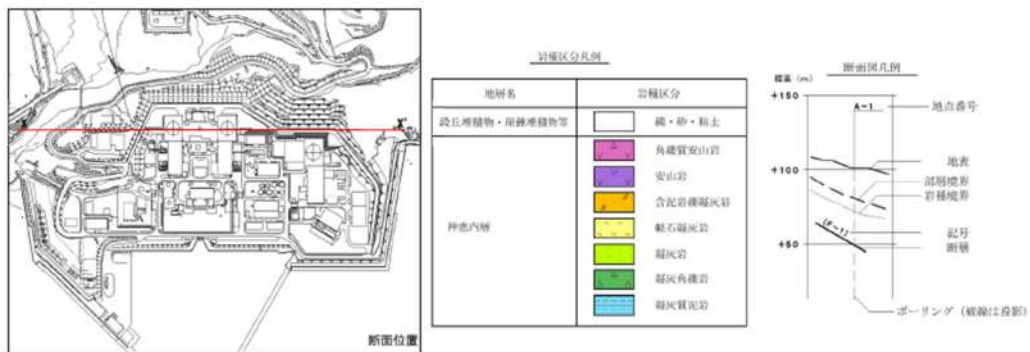 断面位置
岩種区分凡例
地層名
岩種区分
段丘堆積物・崖錐堆積物等
礫・砂・粘土
神恵内層
角礫質安山岩
安山岩
含泥岩礫凝灰岩
軽石凝灰岩
凝灰岩
凝灰角礫岩
凝灰質泥岩
断面図凡例
標高 (m)
+150
A-1
地点番号
+100
地表
部層境界
岩種境界
(F-1)
記号
+50
断層
ボーリング (破線は投影)